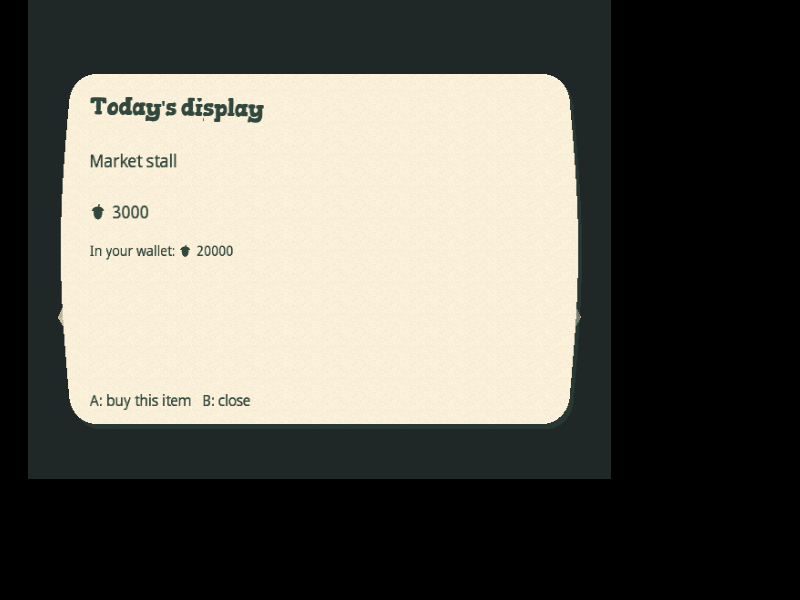 Today's display
Market stall
3000
In your wallet: 20000
A: buy this item B: close